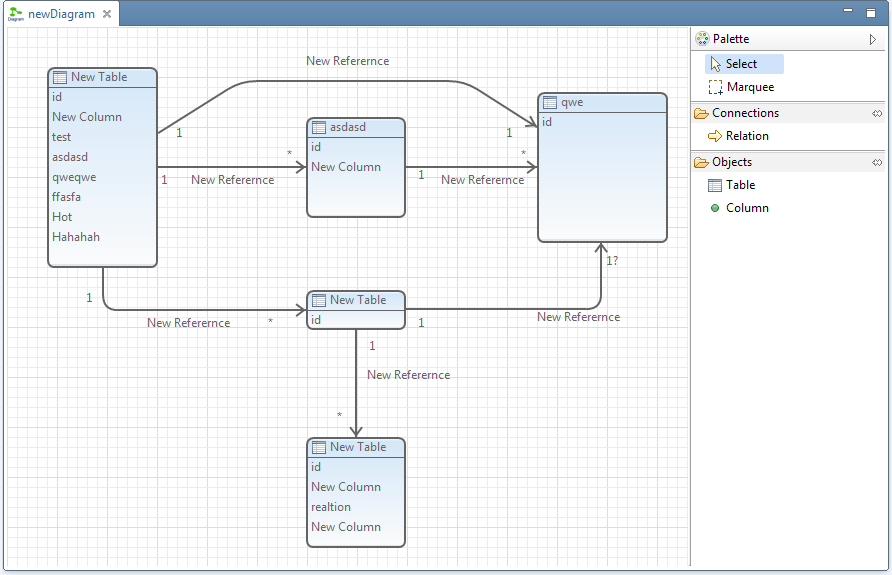 newDiagram
Diagram
New Table
id
New Column
test
asdasd
qweqwe
ffasfa
Hot
Hahahah
New Referernce
1
1
asdasd
id
New Column
qwe
id
1
*
New Referernce
1
*
New Referernce
1
*
New Referernce
New Table
id
1
1?
New Referernce
1
New Referernce
*
New Table
id
New Column
realtion
New Column
Palette
Select
Marquee
Connections
Relation
Objects
Table
Column